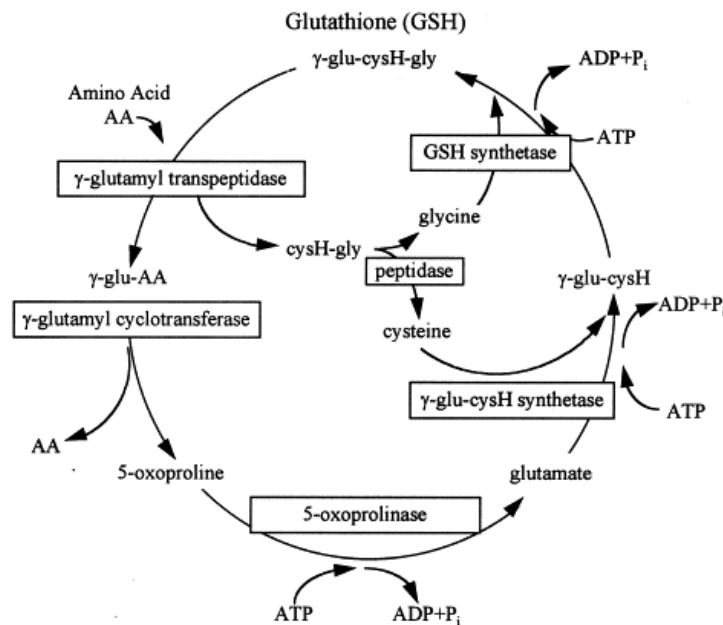 Glutathione (GSH)
γ-glu-cysH-gly
ADP+Pi
Amino Acid
AA
ATP
GSH synthetase
γ-glutamyl transpeptidase
glycine
cysH-gly
peptidase
γ-glu-AA
γ-glu-cysH
γ-glutamyl cyclotransferase
ADP+Pi
cysteine
γ-glu-cysH synthetase
ATP
AA
5-oxoproline
glutamate
5-oxoprolinase
ATP
ADP+Pi